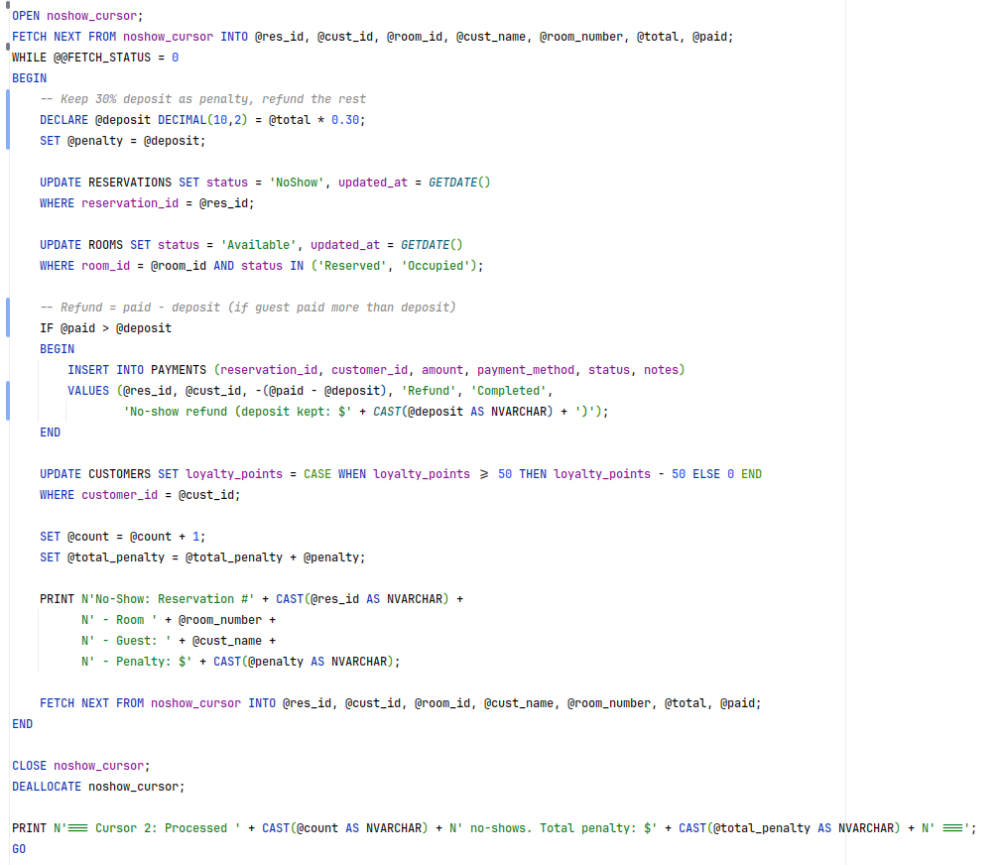 OPEN noshow_cursor;
FETCH NEXT FROM noshow_cursor INTO @res_id, @cust_id, @room_id, @cust_name, @room_number, @total, @paid;
WHILE @@FETCH_STATUS = 0
BEGIN
    -- Keep 30% deposit as penalty, refund the rest
    DECLARE @deposit DECIMAL(10,2) = @total * 0.30;
    SET @penalty = @deposit;

    UPDATE RESERVATIONS SET status = 'NoShow', updated_at = GETDATE()
    WHERE reservation_id = @res_id;

    UPDATE ROOMS SET status = 'Available', updated_at = GETDATE()
    WHERE room_id = @room_id AND status IN ('Reserved', 'Occupied');

    -- Refund = paid - deposit (if guest paid more than deposit)
    IF @paid > @deposit
    BEGIN
        INSERT INTO PAYMENTS (reservation_id, customer_id, amount, payment_method, status, notes)
        VALUES (@res_id, @cust_id, -(@paid - @deposit), 'Refund', 'Completed',
                'No-show refund (deposit kept: $' + CAST(@deposit AS NVARCHAR) + ')');
    END

    UPDATE CUSTOMERS SET loyalty_points = CASE WHEN loyalty_points >= 50 THEN loyalty_points - 50 ELSE 0 END
    WHERE customer_id = @cust_id;

    SET @count = @count + 1;
    SET @total_penalty = @total_penalty + @penalty;

    PRINT N'No-Show: Reservation #' + CAST(@res_id AS NVARCHAR) +
          N' - Room ' + @room_number +
          N' - Guest: ' + @cust_name +
          N' - Penalty: $' + CAST(@penalty AS NVARCHAR);

    FETCH NEXT FROM noshow_cursor INTO @res_id, @cust_id, @room_id, @cust_name, @room_number, @total, @paid;
END

CLOSE noshow_cursor;
DEALLOCATE noshow_cursor;

PRINT N'=== Cursor 2: Processed ' + CAST(@count AS NVARCHAR) + N' no-shows. Total penalty: $' + CAST(@total_penalty AS NVARCHAR) + N' ===';
GO